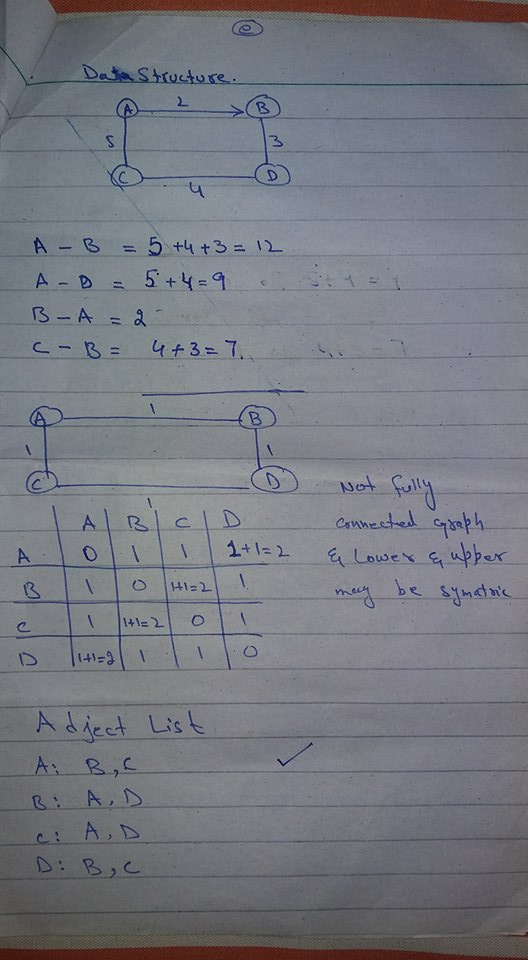 e
Data Structure.
A 2 B
5 3
C 4 D
A - B = 5+4+3 = 12
A - D = 5+4=9
B - A = 2
C - B = 4+3=7
A 1 B
1 1
C 1 D
Not fully
connected graph
& Lower & upper
may be symatric
A B C D
A 0 1 1 1+1=2
B 1 0 1+1=2 1
C 1 1+1=2 0 1
D 1+1=2 1 1 0
Adject List
A: B, C
B: A, D
C: A, D
D: B, C